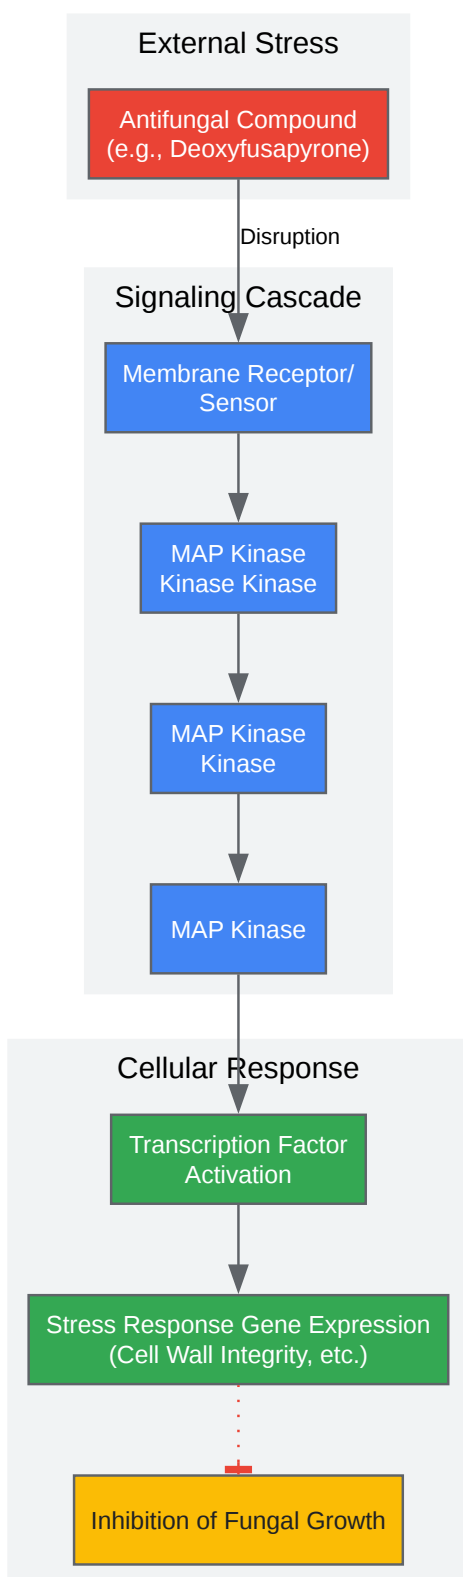 External Stress
Antifungal Compound
(e.g., Deoxyfusapyrone)
Disruption
Signaling Cascade
Membrane Receptor/
Sensor
MAP Kinase
Kinase Kinase
MAP Kinase
Kinase
MAP Kinase
Cellular Response
Transcription Factor
Activation
Stress Response Gene Expression
(Cell Wall Integrity, etc.)
Inhibition of Fungal Growth